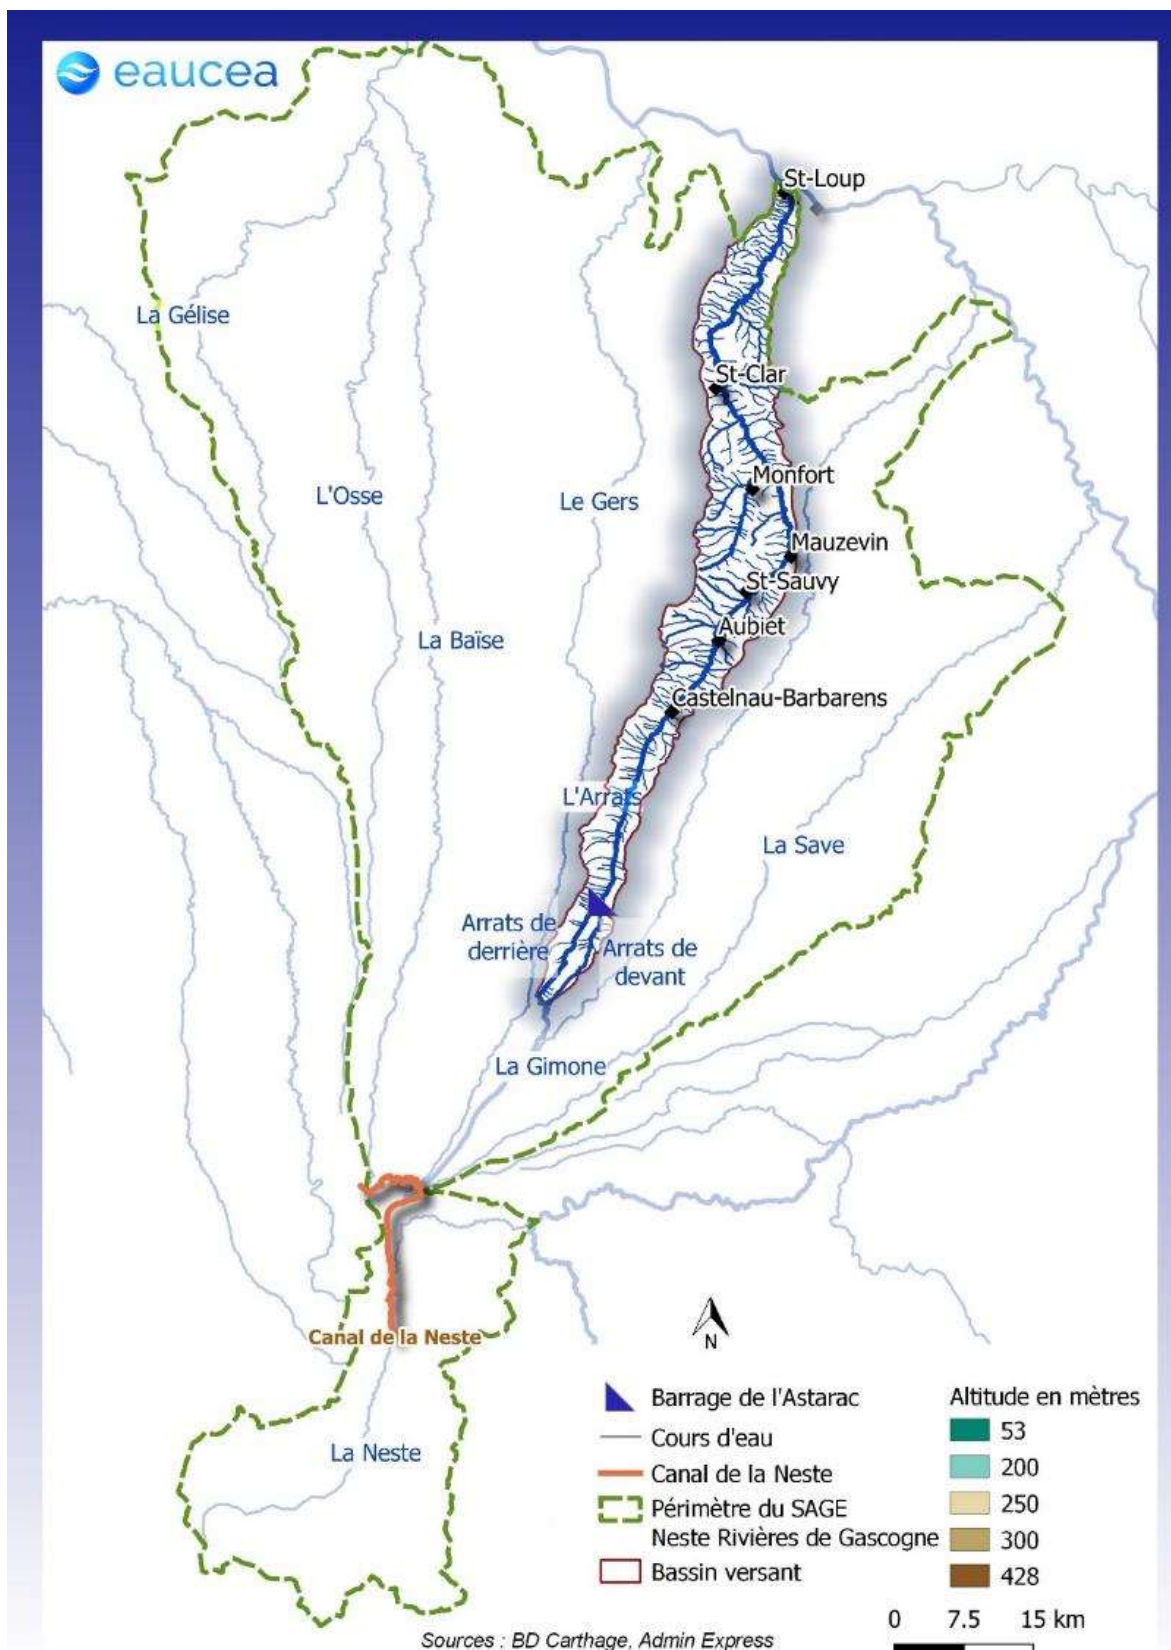 eaucea
St-Loup
La Gélise
St-Clar
Monfort
L'Osse
Le Gers
Mauzevin
St-Sauvy
Aubiet
La Baïse
Castelnau-Barbarens
L'Arrats
La Save
Arrats de
derrière
Arrats de
devant
La Gimone
Canal de la Neste
N
La Neste
Barrage de l'Astarac
Cours d'eau
Canal de la Neste
Périmètre du SAGE
Neste Rivières de Gascogne
Bassin versant
Altitude en mètres
53
200
250
300
428
0 7.5 15 km
Sources : BD Carthage, Admin Express